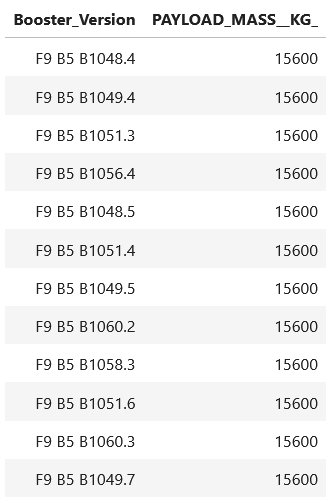 Booster_Version PAYLOAD_MASS__KG_
F9 B5 B1048.4 15600
F9 B5 B1049.4 15600
F9 B5 B1051.3 15600
F9 B5 B1056.4 15600
F9 B5 B1048.5 15600
F9 B5 B1051.4 15600
F9 B5 B1049.5 15600
F9 B5 B1060.2 15600
F9 B5 B1058.3 15600
F9 B5 B1051.6 15600
F9 B5 B1060.3 15600
F9 B5 B1049.7 15600